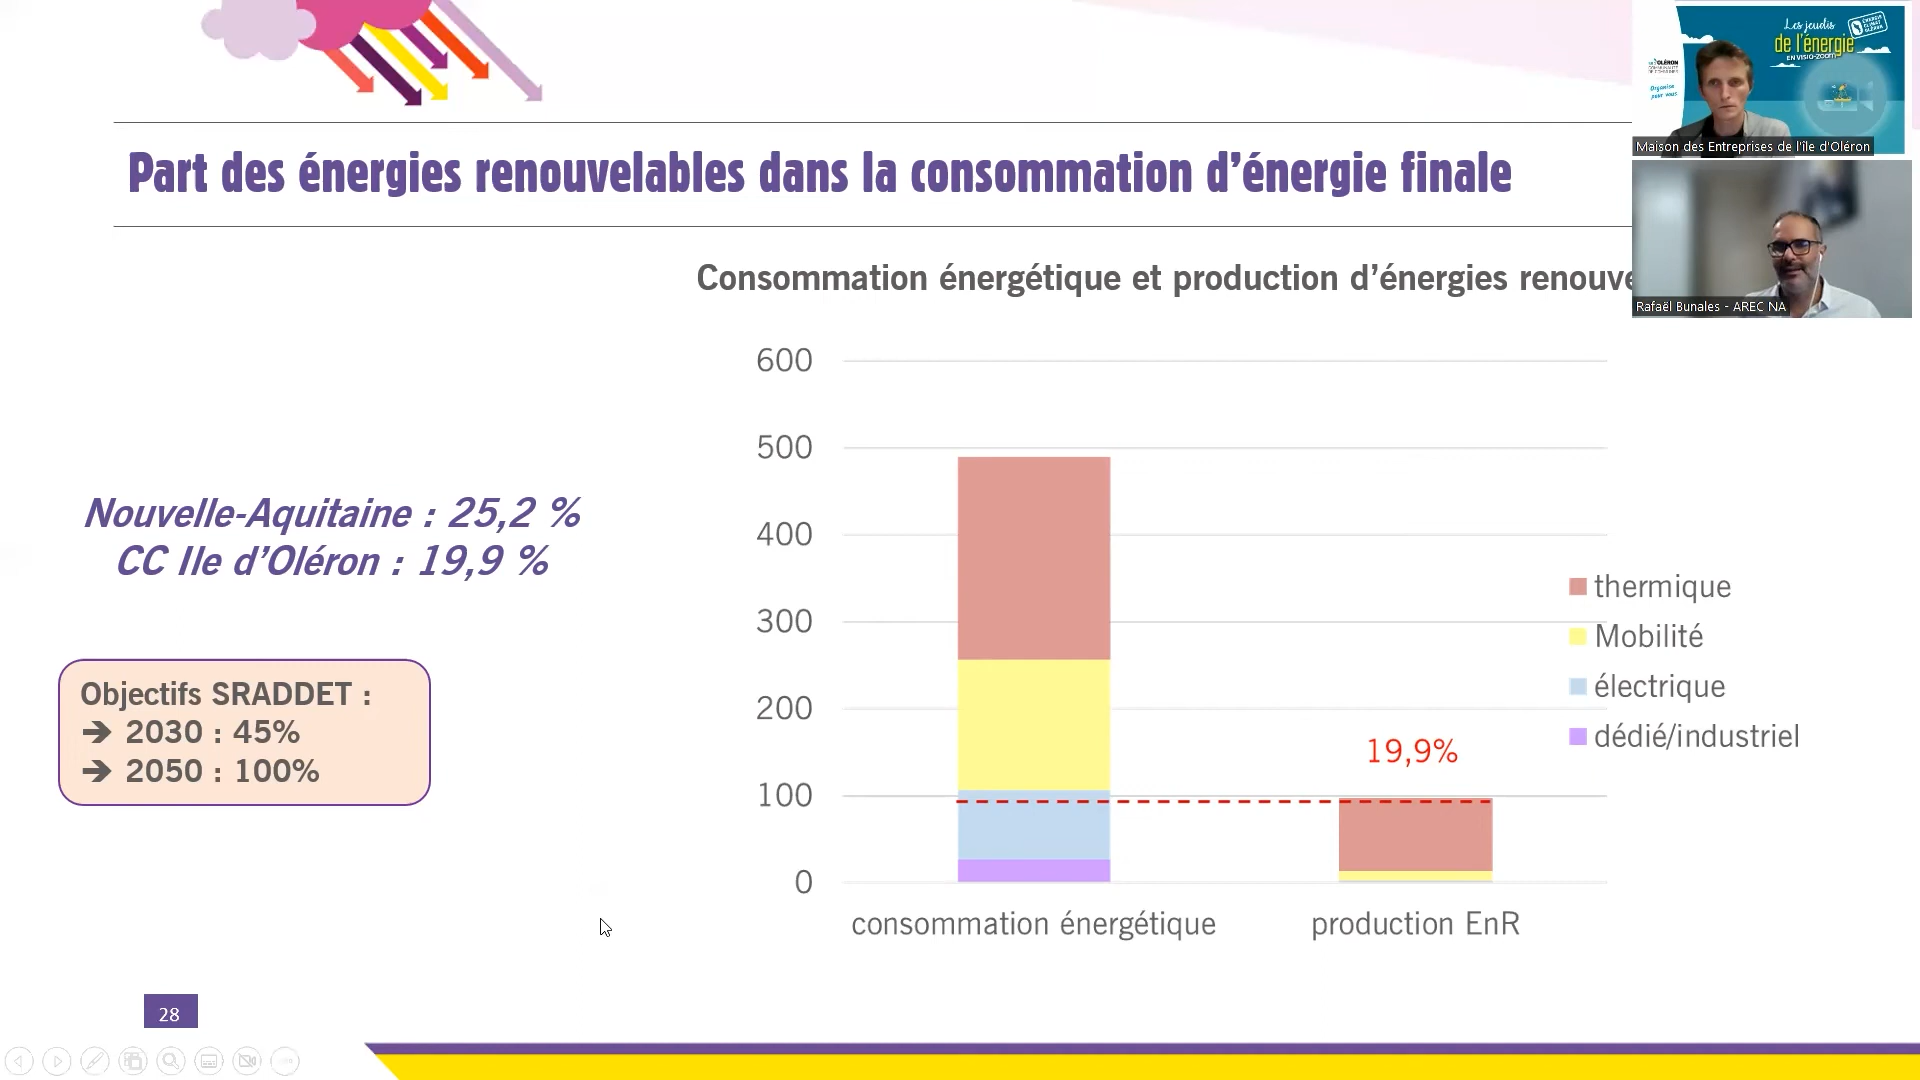 Part des énergies renouvelables dans la consommation d’énergie finale
Les jeudis
de l'énergie
EN VISIO-ZOOM
Maison des Entreprises de l'île d'Oléron
Rafaël Bunales - AREC NA
Consommation énergétique et production d’énergies renouve
Nouvelle-Aquitaine : 25,2 %
CC Ile d’Oléron : 19,9 %
Objectifs SRADDET :
➔ 2030 : 45%
➔ 2050 : 100%
600
500
400
300
200
100
0
19,9%
consommation énergétique
production EnR
thermique
Mobilité
électrique
dédié/industriel
28